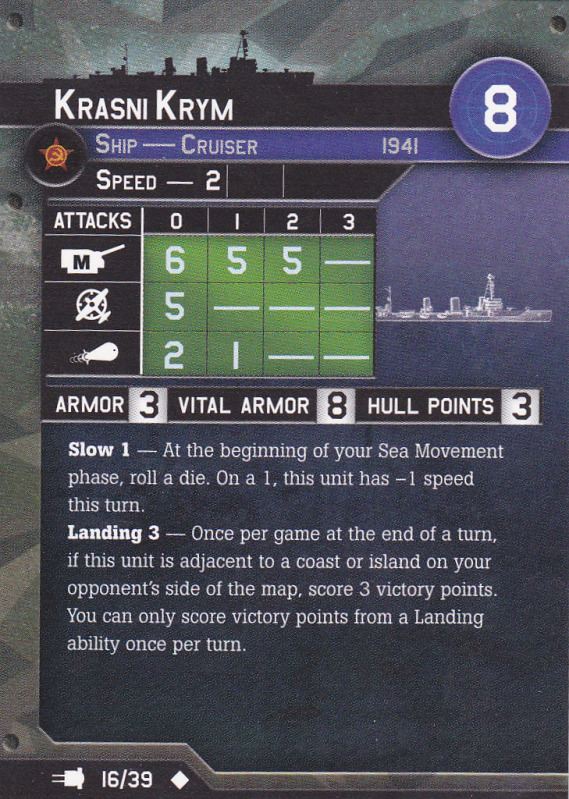 Krasni Krym
8
Ship — Cruiser 1941
Speed — 2
ATTACKS 0 1 2 3
M 6 5 5 —
5 — — —
2 1 — —
ARMOR 3 VITAL ARMOR 8 HULL POINTS 3
Slow 1 — At the beginning of your Sea Movement
phase, roll a die. On a 1, this unit has –1 speed
this turn.
Landing 3 — Once per game at the end of a turn,
if this unit is adjacent to a coast or island on your
opponent's side of the map, score 3 victory points.
You can only score victory points from a Landing
ability once per turn.
16/39